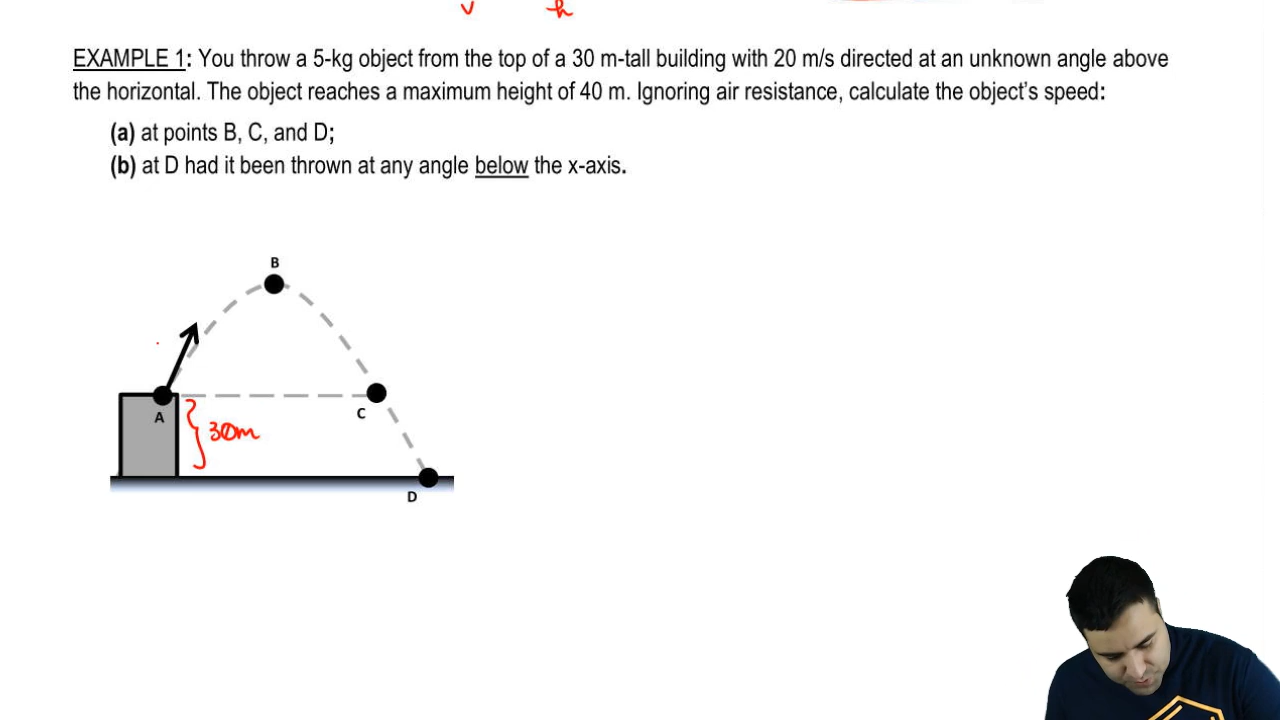 v h
EXAMPLE 1: You throw a 5-kg object from the top of a 30 m-tall building with 20 m/s directed at an unknown angle above
the horizontal. The object reaches a maximum height of 40 m. Ignoring air resistance, calculate the object's speed:
(a) at points B, C, and D;
(b) at D had it been thrown at any angle below the x-axis.
B
A
C
30m
D